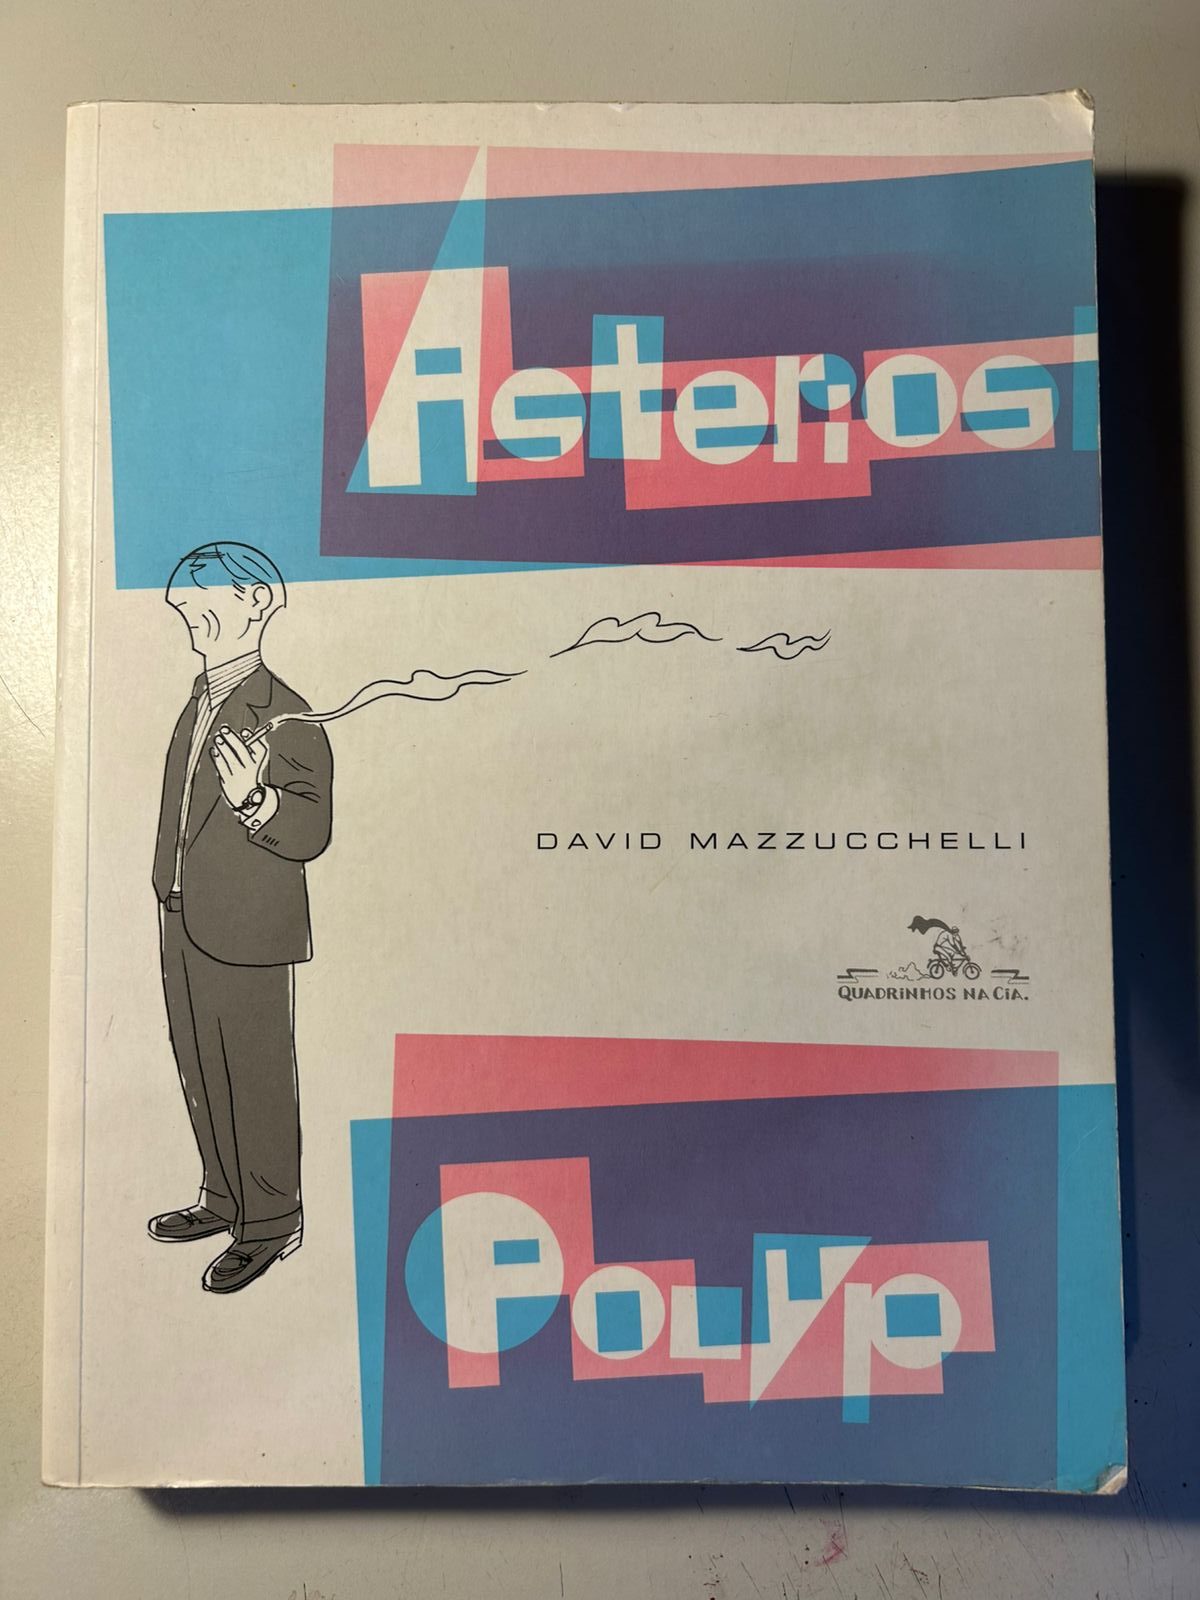 Asterios
DAVID MAZZUCCHELLI
QUADRINHOS NA CIA.
Polyp